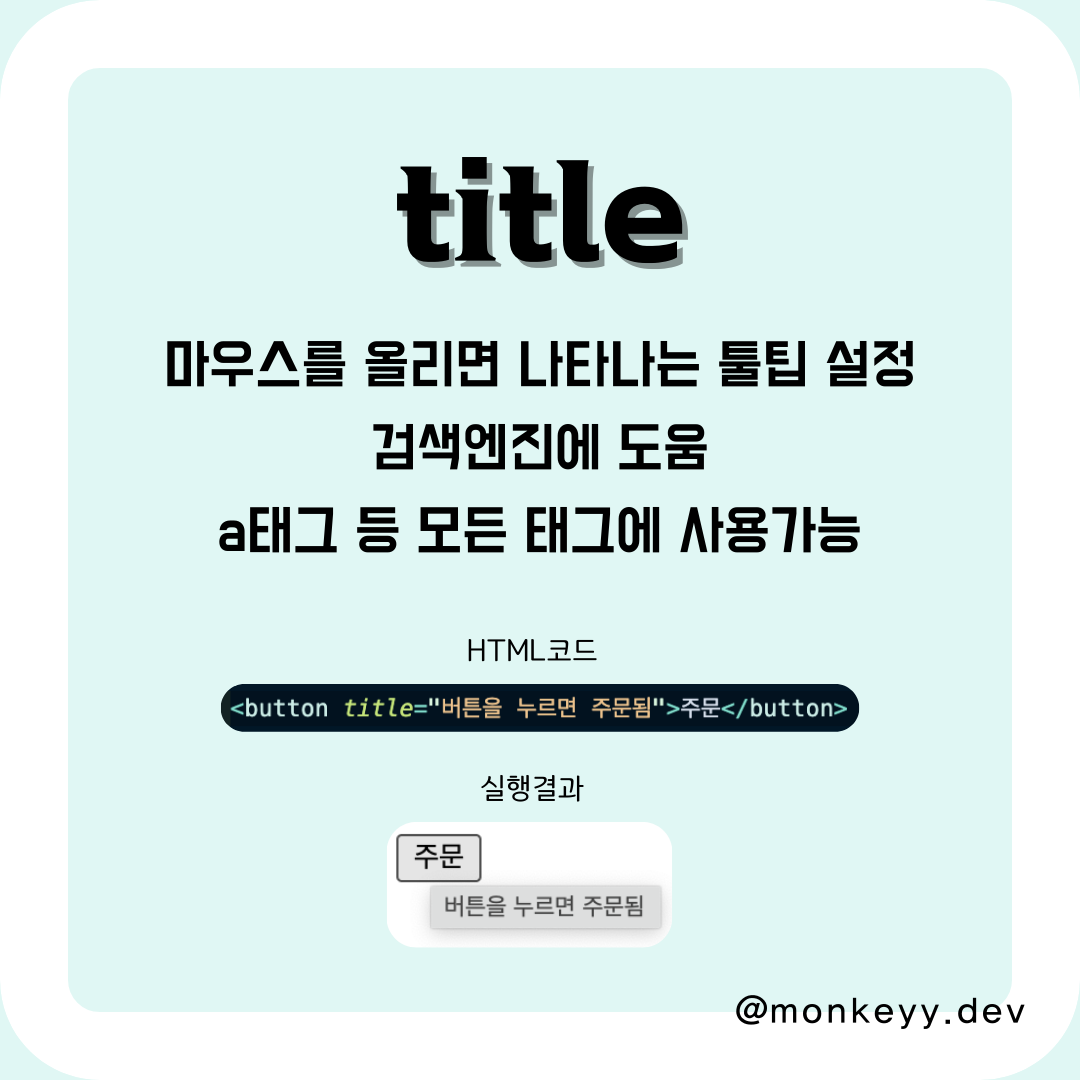 title
마우스를 올리면 나타나는 툴팁 설정
검색엔진에 도움
a태그 등 모든 태그에 사용가능
HTML코드
<button title="버튼을 누르면 주문됨">주문</button>
실행결과
주문
버튼을 누르면 주문됨
@monkeyy.dev